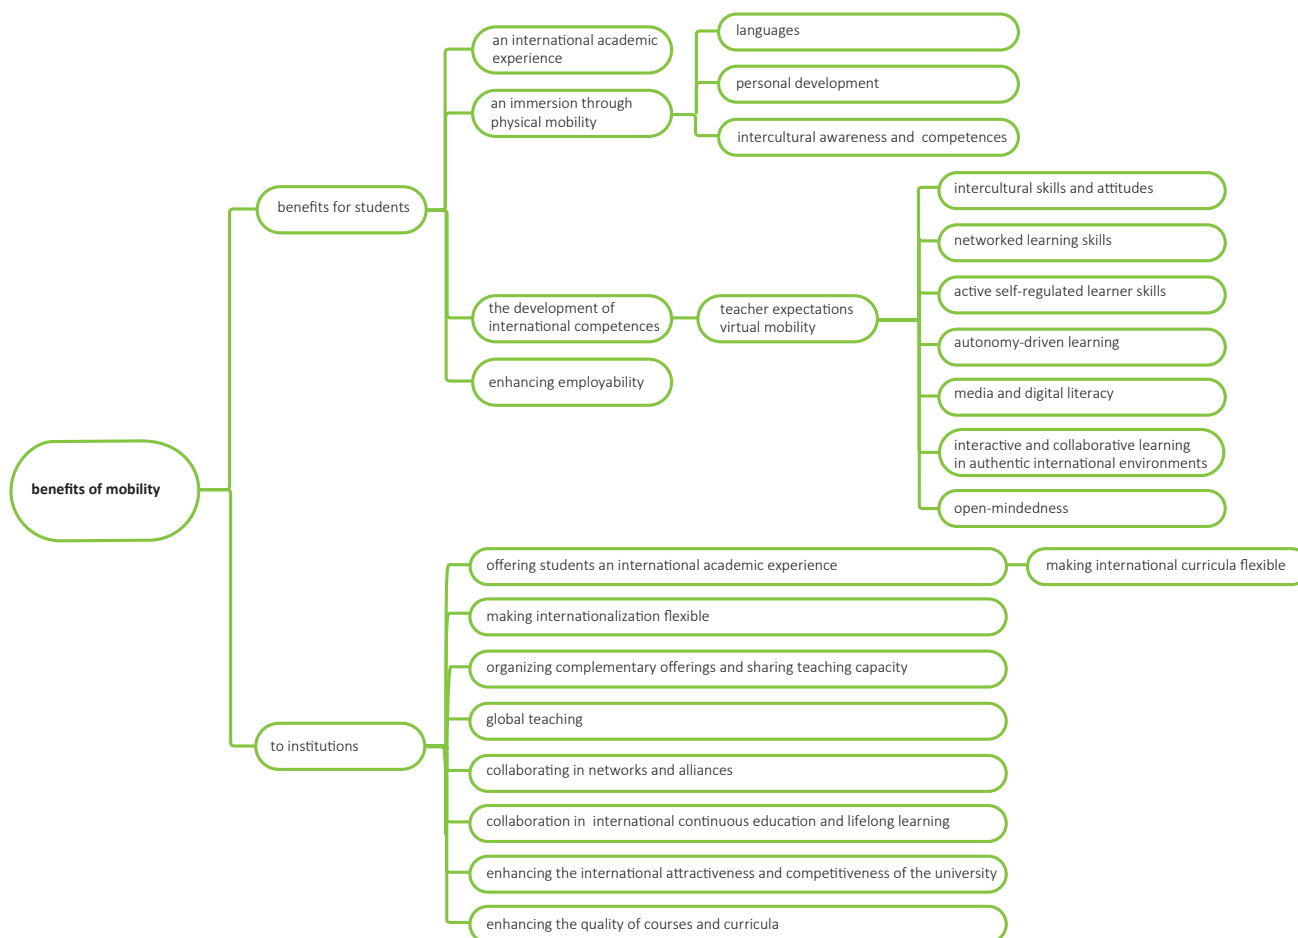 an international academic
experience
an immersion through
physical mobility
languages
personal development
intercultural awareness and  competences
benefits for students
the development of
international competences
enhancing employability
teacher expectations
virtual mobility
intercultural skills and attitudes
networked learning skills
active self-regulated learner skills
autonomy-driven learning
media and digital literacy
interactive and collaborative learning
in authentic international environments
open-mindedness
benefits of mobility
to institutions
offering students an international academic experience
making international curricula flexible
making internationalization flexible
organizing complementary offerings and sharing teaching capacity
global teaching
collaborating in networks and alliances
collaboration in  international continuous education and lifelong learning
enhancing the international attractiveness and competitiveness of the university
enhancing the quality of courses and curricula